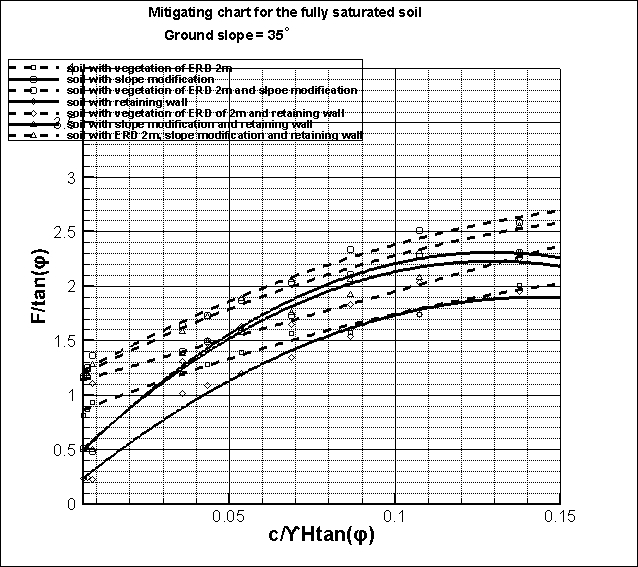 Mitigating chart for the fully saturated soil
Ground slope = 35°
soil with vegetation of ERD 2m
soil with slope modification
soil with vegetation of ERD 2m and slpoe modification
soil with retaining wall
soil with vegetation of ERD of 2m and retaining wall
soil with slope modification and retaining wall
soil with ERD 2m, slope modification and retaining wall
3
2.5
2
1.5
1
0.5
0
F/tan(φ)
0.05
0.1
0.15
c/ϒHtan(φ)